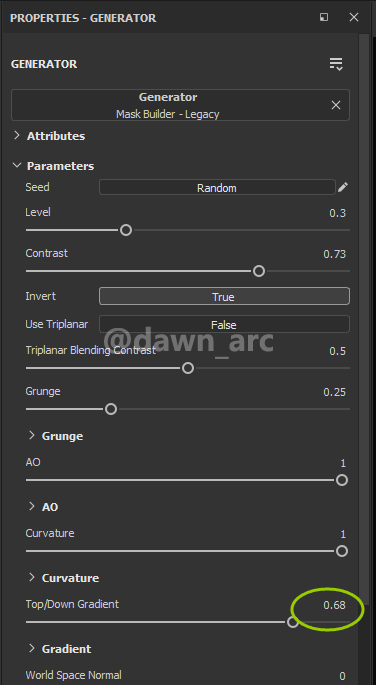 PROPERTIES - GENERATOR
GENERATOR
Generator
Mask Builder - Legacy
Attributes
Parameters
Seed Random
Level 0.3
Contrast 0.73
Invert True
Use Triplanar False
@dawn_arc
Triplanar Blending Contrast 0.5
Grunge 0.25
Grunge
AO 1
AO
Curvature 1
Curvature
Top/Down Gradient 0.68
Gradient
World Space Normal 0